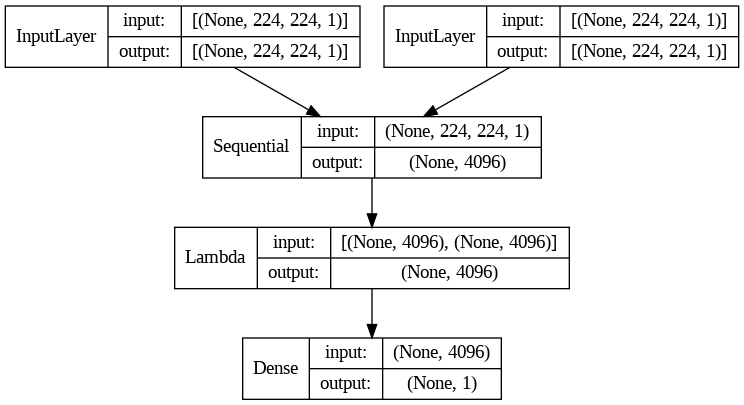 InputLayer input: [(None, 224, 224, 1)]
output: [(None, 224, 224, 1)]
InputLayer input: [(None, 224, 224, 1)]
output: [(None, 224, 224, 1)]
Sequential input: (None, 224, 224, 1)
output: (None, 4096)
Lambda input: [(None, 4096), (None, 4096)]
output: (None, 4096)
Dense input: (None, 4096)
output: (None, 1)